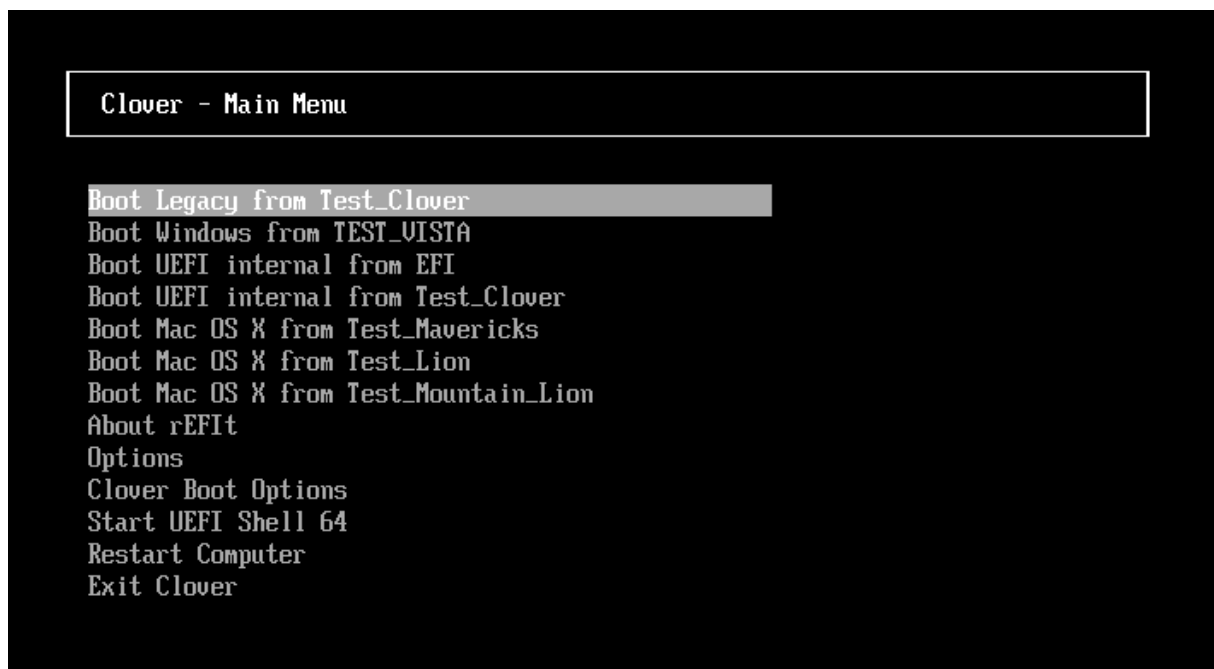 Clover - Main Menu
Boot Legacy from Test_Clover
Boot Windows from TEST_VISTA
Boot UEFI internal from EFI
Boot UEFI internal from Test_Clover
Boot Mac OS X from Test_Mavericks
Boot Mac OS X from Test_Lion
Boot Mac OS X from Test_Mountain_Lion
About rEFIt
Options
Clover Boot Options
Start UEFI Shell 64
Restart Computer
Exit Clover